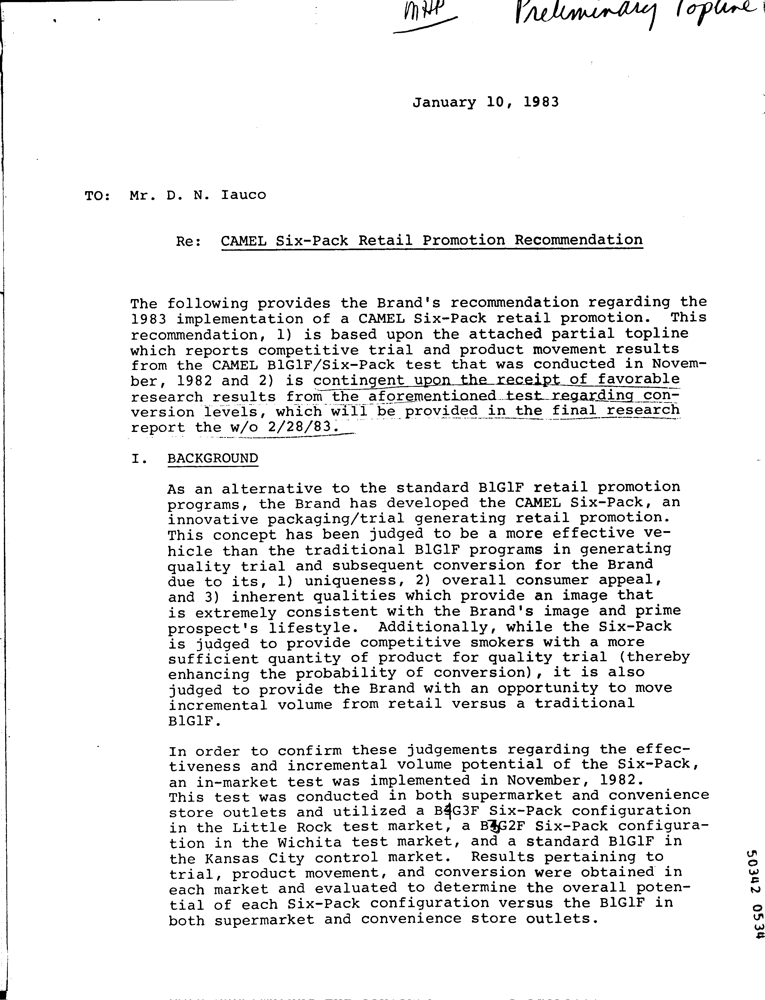 MHP Preliminary Topline
January 10, 1983
TO: Mr. D. N. Iauco
Re: CAMEL Six-Pack Retail Promotion Recommendation
The following provides the Brand's recommendation regarding the
1983 implementation of a CAMEL Six-Pack retail promotion. This
recommendation, 1) is based upon the attached partial topline
which reports competitive trial and product movement results
from the CAMEL B1G1F/Six-Pack test that was conducted in Novem-
ber, 1982 and 2) is contingent upon the receipt of favorable
research results from the aforementioned test regarding con-
version levels, which will be provided in the final research
report the w/o 2/28/83.
I. BACKGROUND
As an alternative to the standard B1G1F retail promotion
programs, the Brand has developed the CAMEL Six-Pack, an
innovative packaging/trial generating retail promotion.
This concept has been judged to be a more effective ve-
hicle than the traditional B1G1F programs in generating
quality trial and subsequent conversion for the Brand
due to its, 1) uniqueness, 2) overall consumer appeal,
and 3) inherent qualities which provide an image that
is extremely consistent with the Brand's image and prime
prospect's lifestyle. Additionally, while the Six-Pack
is judged to provide competitive smokers with a more
sufficient quantity of product for quality trial (thereby
enhancing the probability of conversion), it is also
judged to provide the Brand with an opportunity to move
incremental volume from retail versus a traditional
B1G1F.
In order to confirm these judgements regarding the effec-
tiveness and incremental volume potential of the Six-Pack,
an in-market test was implemented in November, 1982.
This test was conducted in both supermarket and convenience
store outlets and utilized a B4G3F Six-Pack configuration
in the Little Rock test market, a Six-Pack configura-
tion in the Wichita test market, and a standard B1G1F in
the Kansas City control market. Results pertaining to
trial, product movement, and conversion were obtained in
each market and evaluated to determine the overall poten-
tial of each Six-Pack configuration versus the B1G1F in
both supermarket and convenience store outlets.
50342 0534